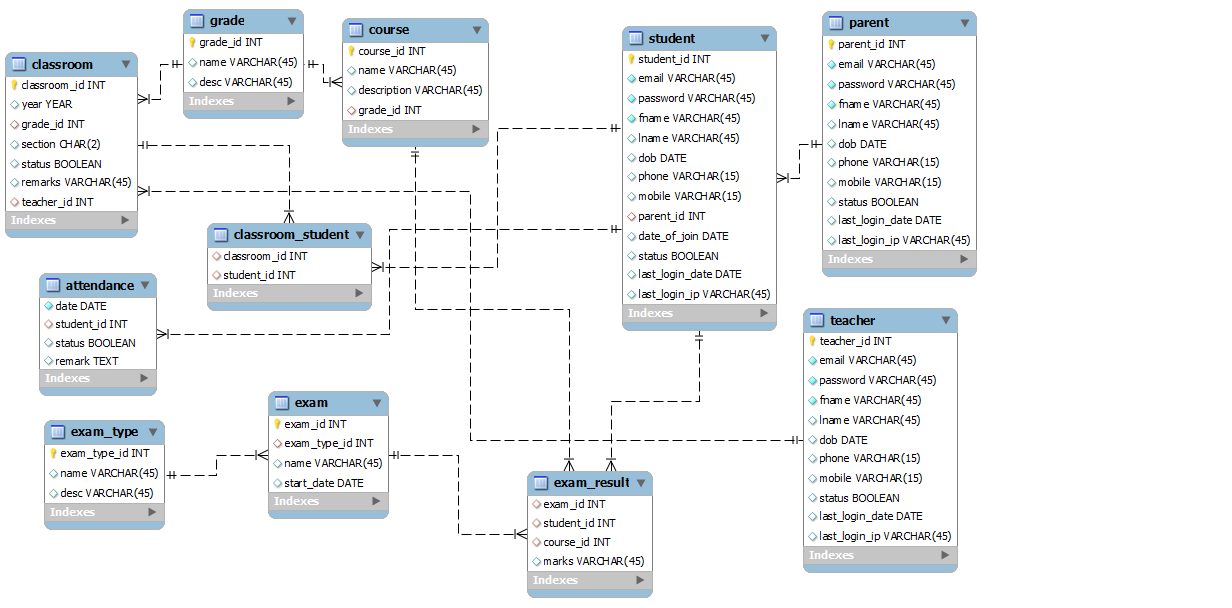 grade
grade_id INT
name VARCHAR(45)
desc VARCHAR(45)
Indexes
course
course_id INT
name VARCHAR(45)
description VARCHAR(45)
grade_id INT
Indexes
classroom
classroom_id INT
year YEAR
grade_id INT
section CHAR(2)
status BOOLEAN
remarks VARCHAR(45)
teacher_id INT
Indexes
student
student_id INT
email VARCHAR(45)
password VARCHAR(45)
fname VARCHAR(45)
lname VARCHAR(45)
dob DATE
phone VARCHAR(15)
mobile VARCHAR(15)
parent_id INT
date_of_join DATE
status BOOLEAN
last_login_date DATE
last_login_ip VARCHAR(45)
Indexes
parent
parent_id INT
email VARCHAR(45)
password VARCHAR(45)
fname VARCHAR(45)
lname VARCHAR(45)
dob DATE
phone VARCHAR(15)
mobile VARCHAR(15)
status BOOLEAN
last_login_date DATE
last_login_ip VARCHAR(45)
Indexes
classroom_student
classroom_id INT
student_id INT
Indexes
attendance
date DATE
student_id INT
status BOOLEAN
remark TEXT
Indexes
teacher
teacher_id INT
email VARCHAR(45)
password VARCHAR(45)
fname VARCHAR(45)
lname VARCHAR(45)
dob DATE
phone VARCHAR(15)
mobile VARCHAR(15)
status BOOLEAN
last_login_date DATE
last_login_ip VARCHAR(45)
Indexes
exam_type
exam_type_id INT
name VARCHAR(45)
desc VARCHAR(45)
Indexes
exam
exam_id INT
exam_type_id INT
name VARCHAR(45)
start_date DATE
Indexes
exam_result
exam_id INT
student_id INT
course_id INT
marks VARCHAR(45)
Indexes